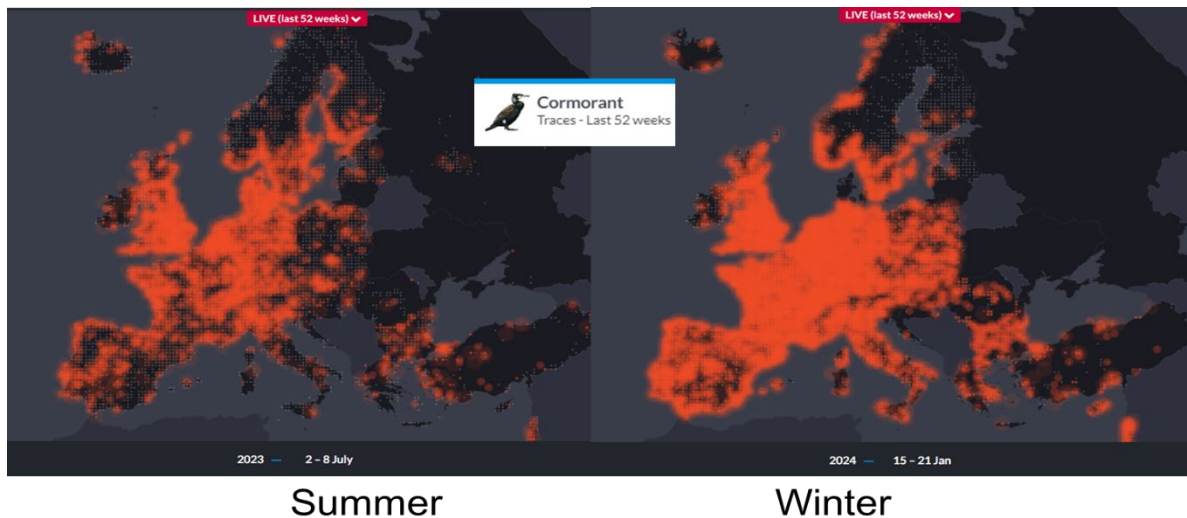 LIVE (last 52 weeks)
LIVE (last 52 weeks)
Cormorant
Traces - Last 52 weeks
2023 — 2 – 8 July
2024 — 15 – 21 Jan
Summer
Winter